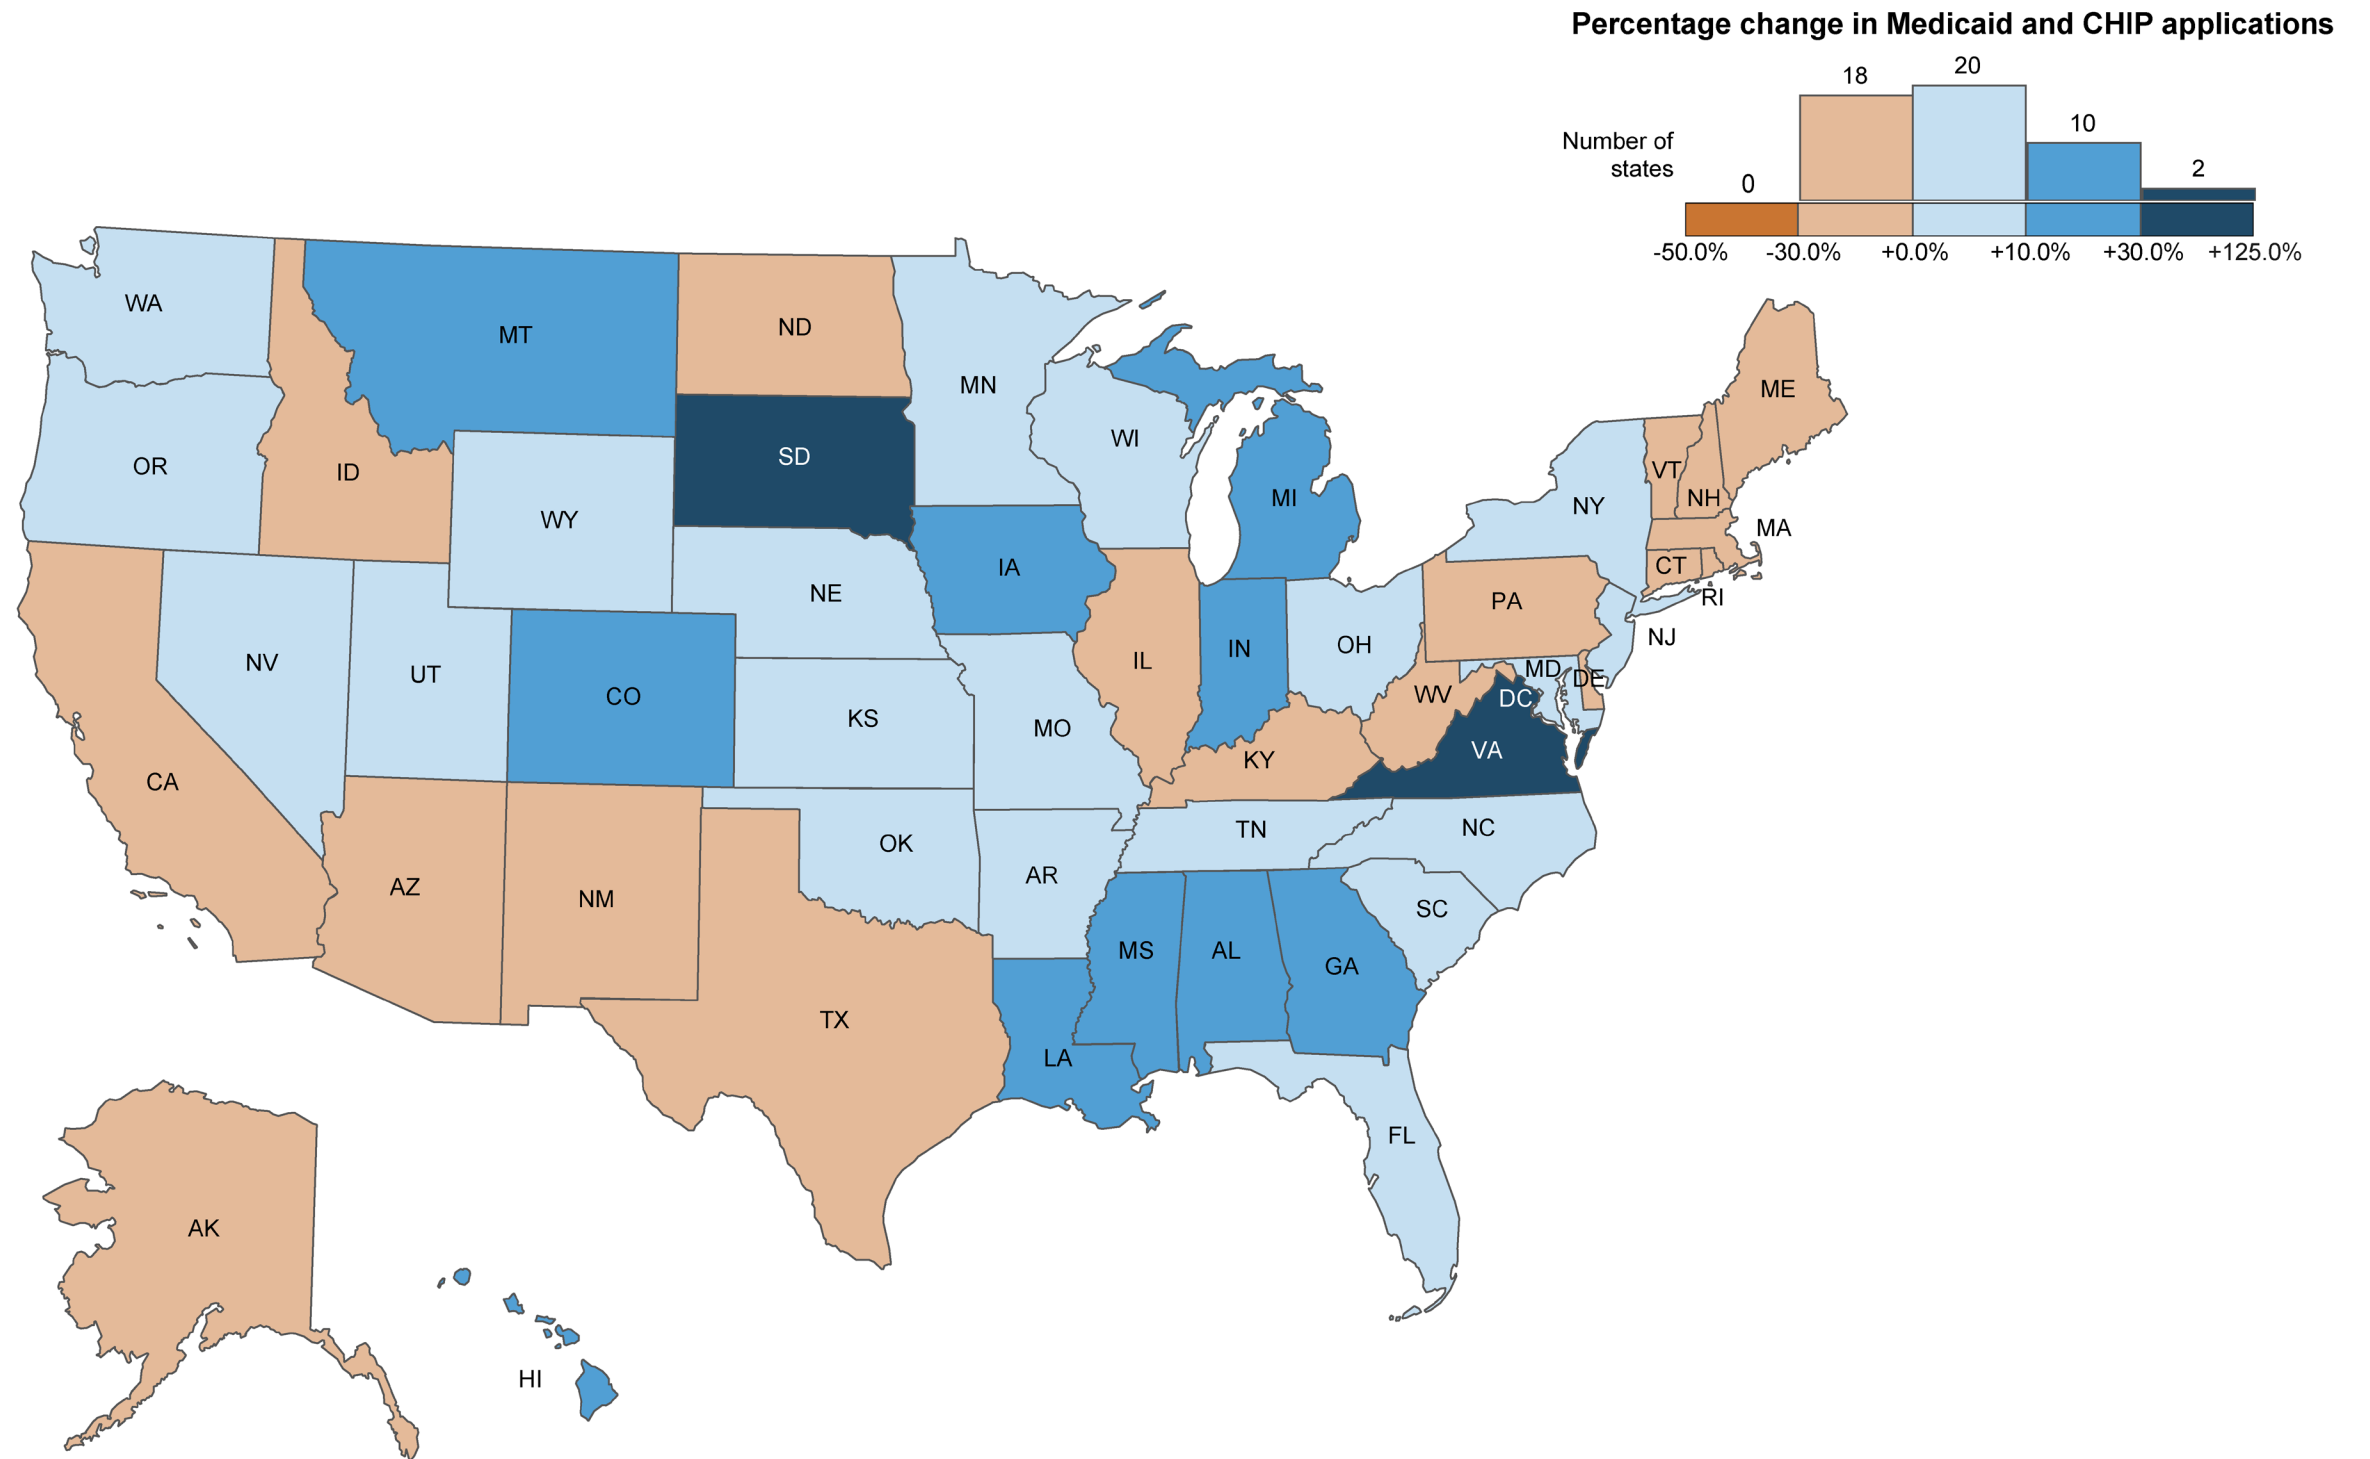 Percentage change in Medicaid and CHIP applications
18
20
10
2
0
Number of
states
-50.0%
-30.0%
+0.0%
+10.0%
+30.0%
+125.0%
WA
MT
ND
MN
ME
OR
ID
SD
WI
VT
NH
MI
NY
WY
MA
IA
CT
NE
PA
RI
NV
UT
IL
IN
OH
NJ
CO
MD
DE
WV
DC
KS
MO
VA
CA
KY
TN
NC
OK
AZ
NM
AR
SC
MS
AL
GA
TX
LA
FL
AK
HI